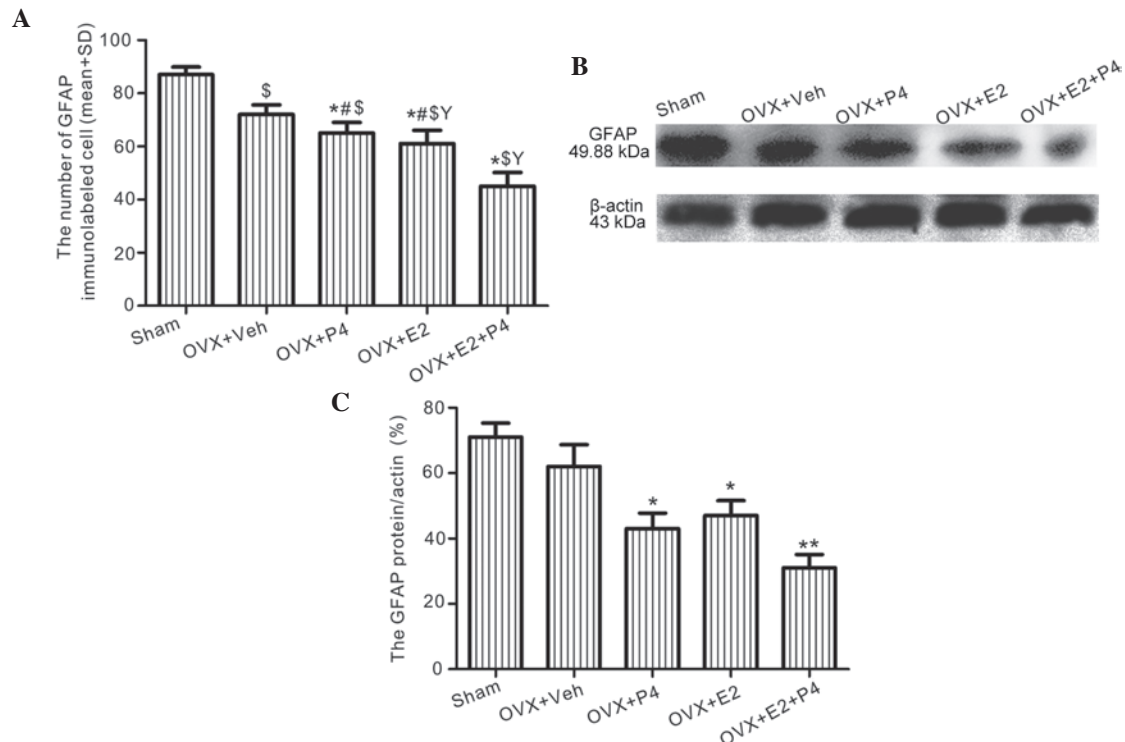 A
The number of GFAP
immunolabeled cell (mean+SD)
100
80
60
40
20
0
$
*#$
*#$Y
*$Y
Sham
OVX+Veh
OVX+P4
OVX+E2
OVX+E2+P4
B
Sham
OVX+Veh
OVX+P4
OVX+E2
OVX+E2+P4
GFAP
49.88 kDa
β-actin
43 kDa
C
The GFAP protein/actin (%)
80
60
40
20
0
*
*
**
Sham
OVX+Veh
OVX+P4
OVX+E2
OVX+E2+P4